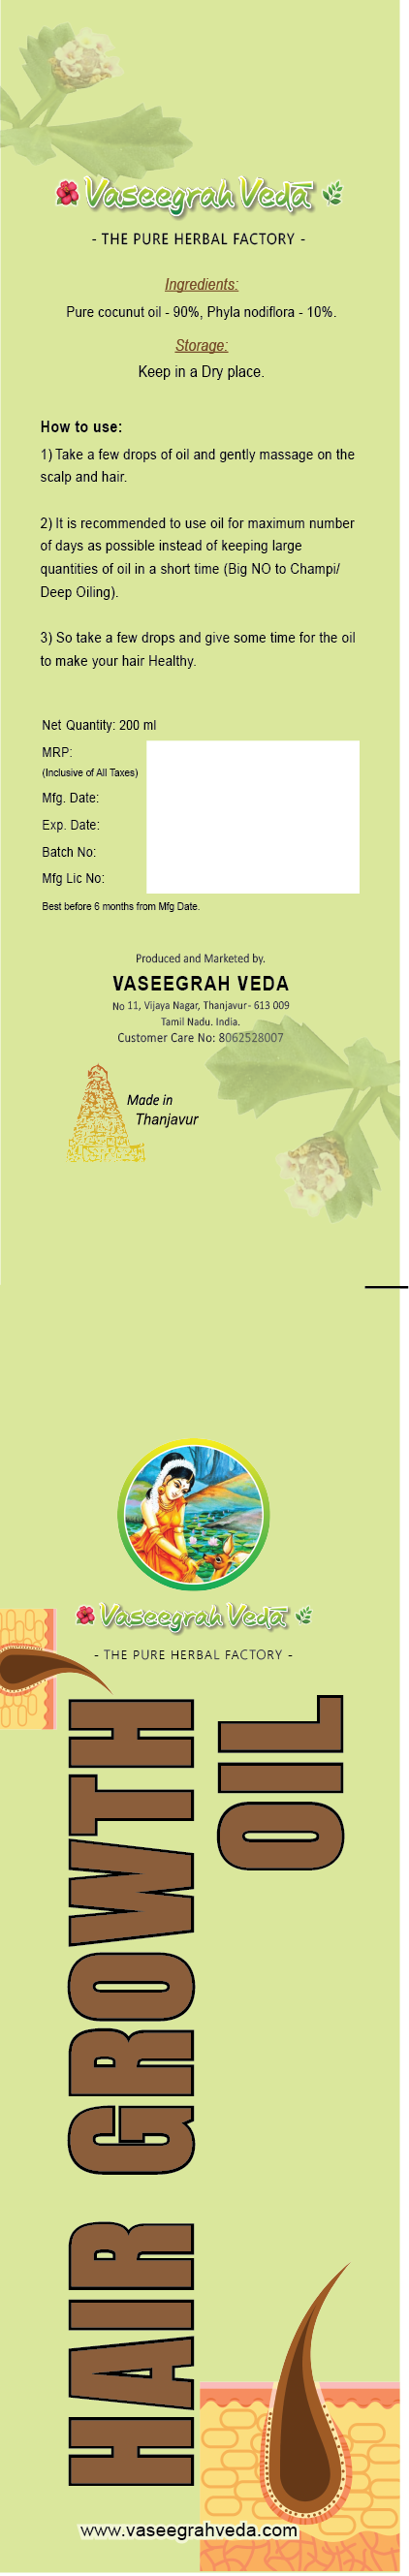 Vaseegrah Veda
- THE PURE HERBAL FACTORY -
Ingredients:
Pure cocunut oil - 90%, Phyla nodiflora - 10%.
Storage:
Keep in a Dry place.
How to use:
1) Take a few drops of oil and gently massage on the
scalp and hair.
2) It is recommended to use oil for maximum number
of days as possible instead of keeping large
quantities of oil in a short time (Big NO to Champi/
Deep Oiling).
3) So take a few drops and give some time for the oil
to make your hair Healthy.
Net Quantity: 200 ml
MRP:
(Inclusive of All Taxes)
Mfg. Date:
Exp. Date:
Batch No:
Mfg Lic No:
Best before 6 months from Mfg Date.
Produced and Marketed by.
VASEEGRAH VEDA
No 11, Vijaya Nagar, Thanjavur- 613 009
Tamil Nadu. India.
Customer Care No: 8062528007
Made in
Thanjavur
Vaseegrah Veda
- THE PURE HERBAL FACTORY -
HAIR GROWTH
OIL
www.vaseegrahveda.com